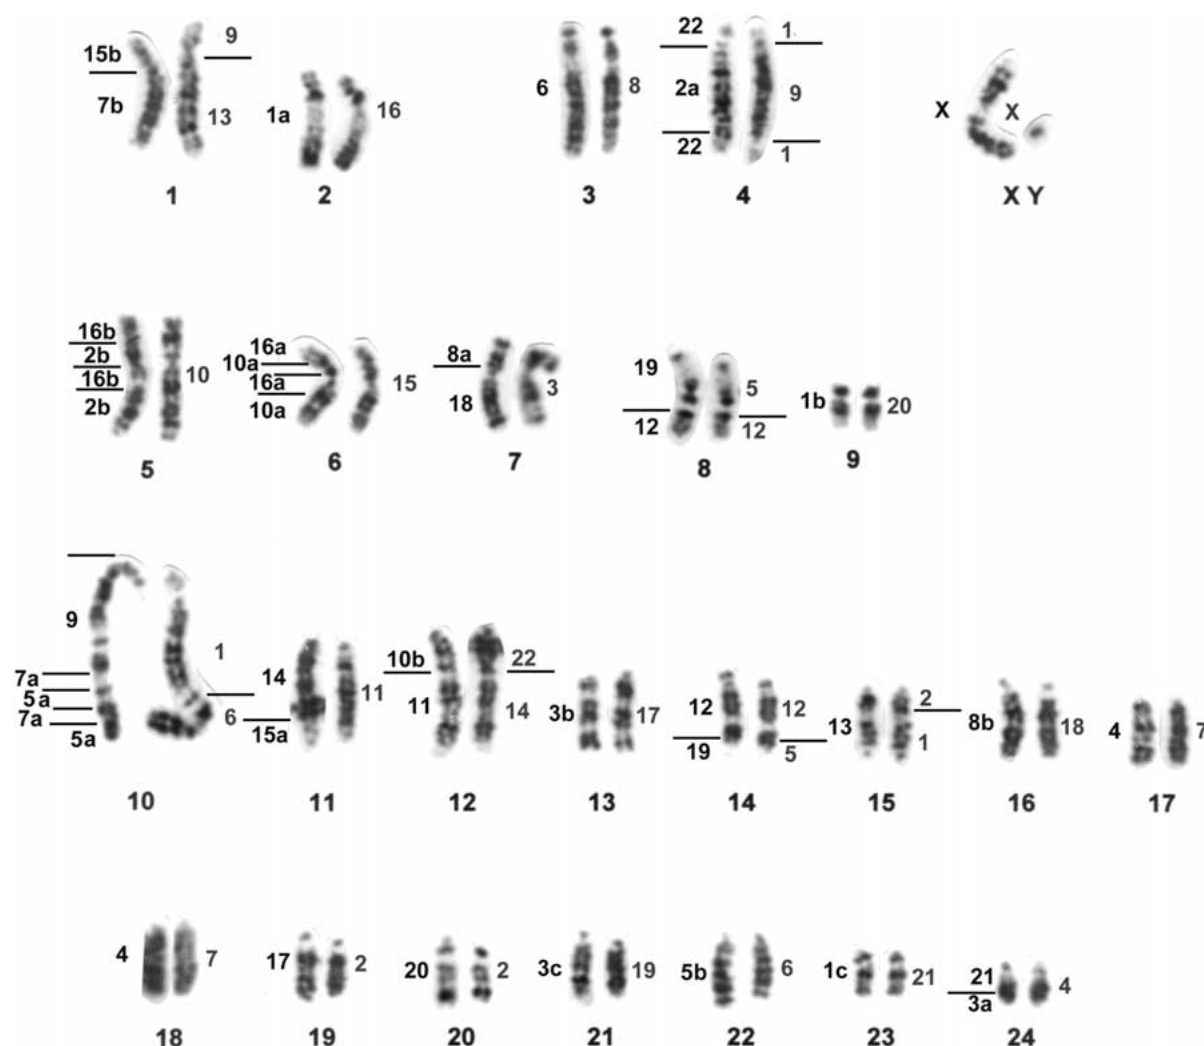 15b 9
7b 13
1
1a 16
2
6 8
3
22 1
2a 9
22 1
4
X X
X Y
16b
2b
16b 10
2b
5
16a
10a
16a 15
10a
6
8a
18 3
7
19 5
12 12
8
1b 20
9
9
7a 1
5a
7a 6
5a
10
14 11
15a
11
10b 22
11 14
12
3b 17
13
12 12
19 5
14
2
13 1
15
8b 18
16
4 7
17
4 7
18
17 2
19
20 2
20
3c 19
21
5b 6
22
1c 21
23
21 4
3a
24